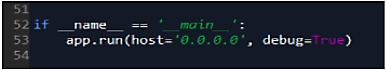 51
52 if __name__ == '__main__':
53     app.run(host='0.0.0.0', debug=True)
54